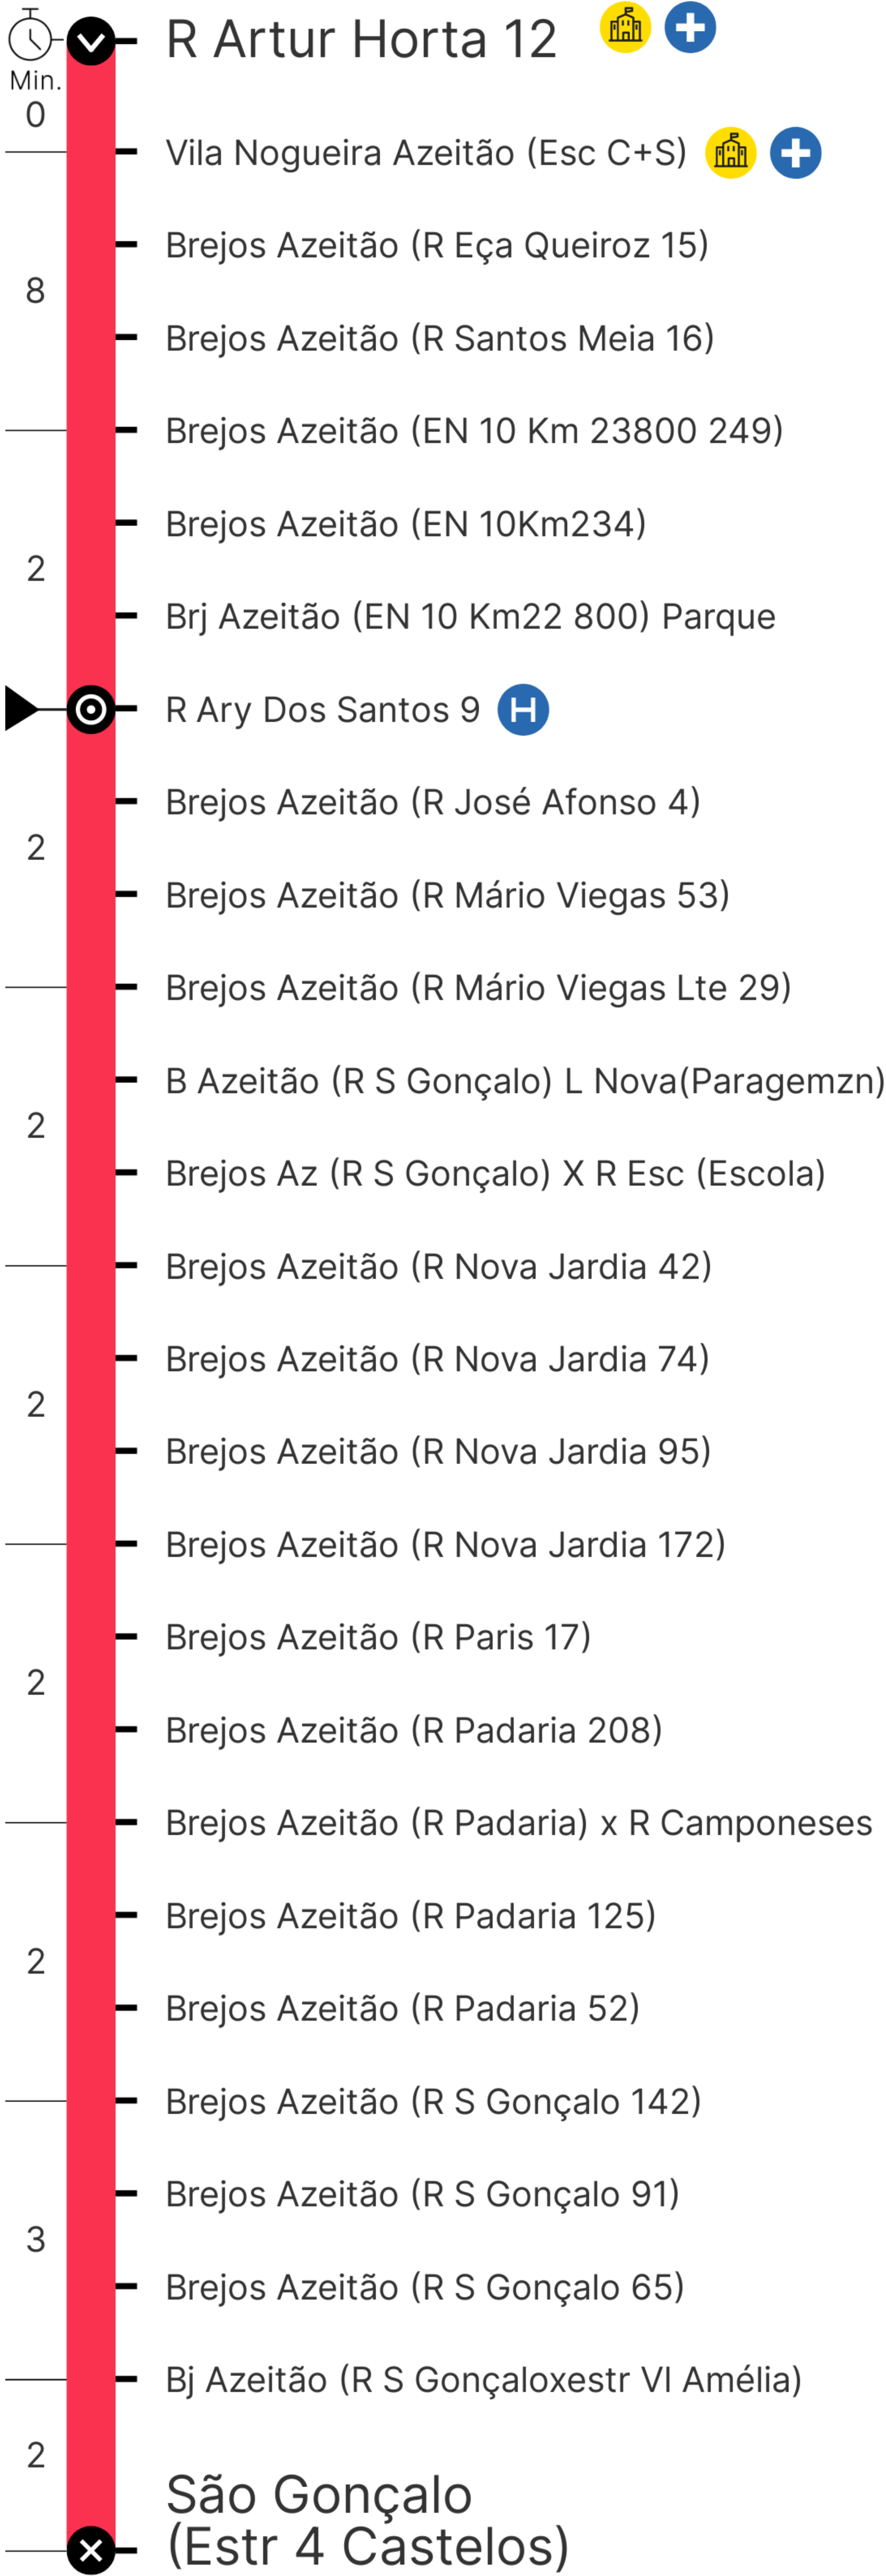 R Artur Horta 12
Min.
0
Vila Nogueira Azeitão (Esc C+S)
Brejos Azeitão (R Eça Queiroz 15)
8
Brejos Azeitão (R Santos Meia 16)
Brejos Azeitão (EN 10 Km 23800 249)
Brejos Azeitão (EN 10Km234)
2
Brj Azeitão (EN 10 Km22 800) Parque
R Ary Dos Santos 9 H
Brejos Azeitão (R José Afonso 4)
2
Brejos Azeitão (R Mário Viegas 53)
Brejos Azeitão (R Mário Viegas Lte 29)
B Azeitão (R S Gonçalo) L Nova(Paragemzn)
2
Brejos Az (R S Gonçalo) X R Esc (Escola)
Brejos Azeitão (R Nova Jardia 42)
Brejos Azeitão (R Nova Jardia 74)
2
Brejos Azeitão (R Nova Jardia 95)
Brejos Azeitão (R Nova Jardia 172)
Brejos Azeitão (R Paris 17)
2
Brejos Azeitão (R Padaria 208)
Brejos Azeitão (R Padaria) x R Camponeses
Brejos Azeitão (R Padaria 125)
2
Brejos Azeitão (R Padaria 52)
Brejos Azeitão (R S Gonçalo 142)
Brejos Azeitão (R S Gonçalo 91)
3
Brejos Azeitão (R S Gonçalo 65)
Bj Azeitão (R S Gonçaloxestr Vl Amélia)
2
São Gonçalo
(Estr 4 Castelos)